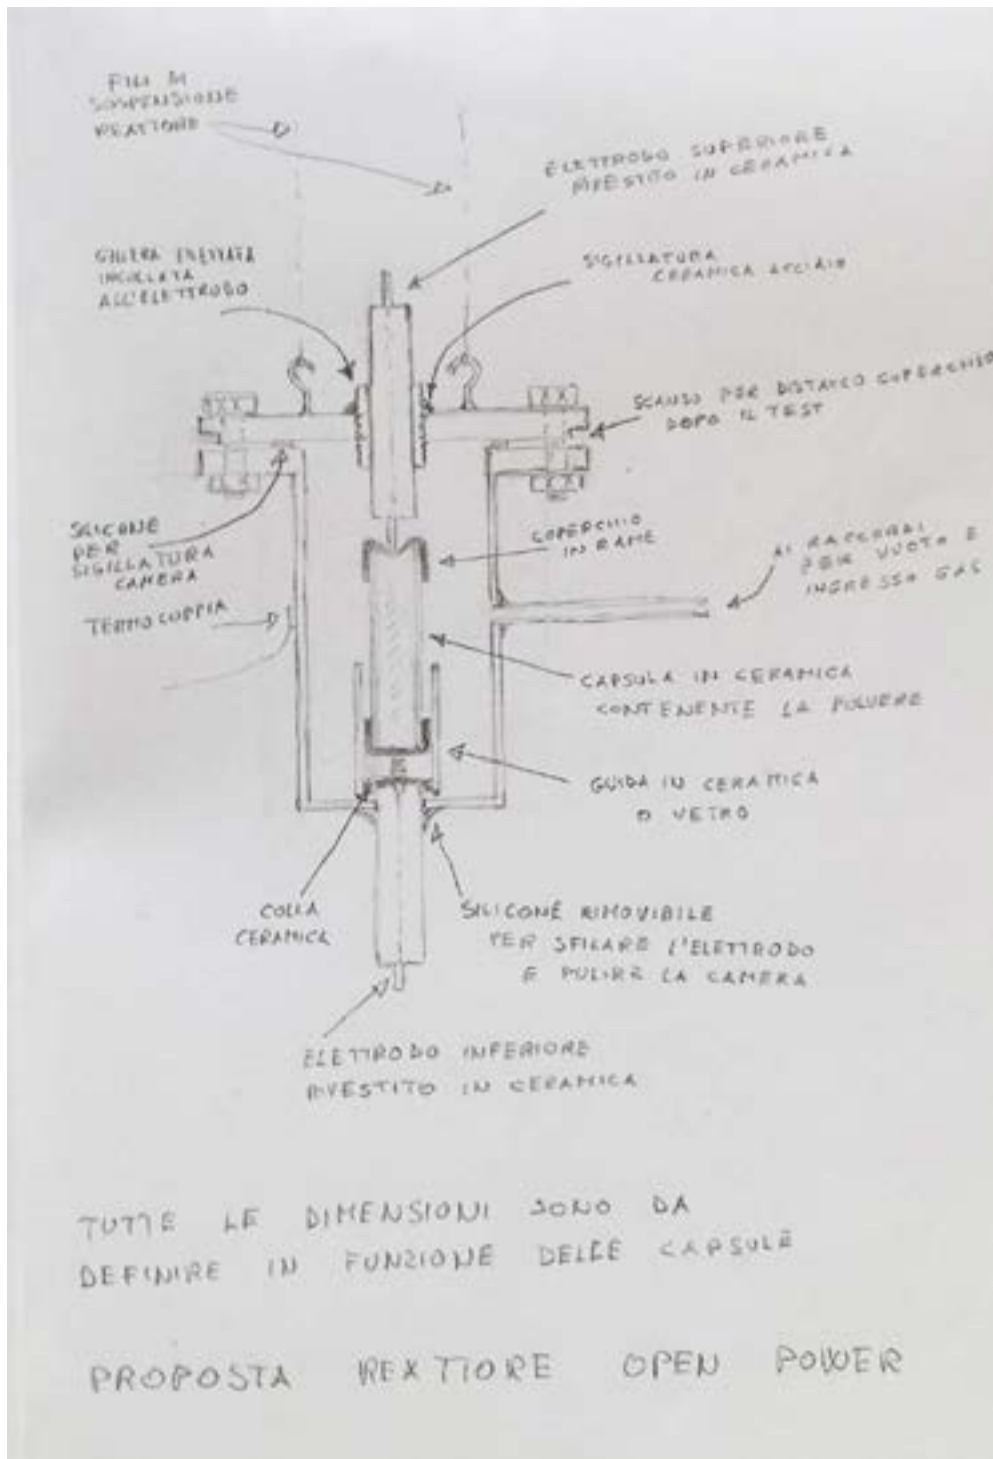 FILI DI
SOSPENSIONE
REATTORE
ELETTRODO SUPERIORE
RIVESTITO IN CERAMICA
GHIERA FILETTATA
INCOLLATA
ALL'ELETTRODO
SIGILLATURA
CERAMICA ACCIAIO
SCANSO PER DISTACCO COPERCHIO
DOPO IL TEST
SILICONE
PER
SIGILLATURA
CAMERA
COPERCHIO
IN RAME
AI RACCORDI
PER VUOTO E
INGRESSO GAS
TERMOCOPPIA
CAPSULA IN CERAMICA
CONTENENTE LA POLVERE
GUIDA IN CERAMICA
O VETRO
COLLA
CERAMICA
SILICONE RIMOVIBILE
PER SFILARE L'ELETTRODO
E PULIRE LA CAMERA
ELETTRODO INFERIORE
RIVESTITO IN CERAMICA
TUTTE LE DIMENSIONI SONO DA
DEFINIRE IN FUNZIONE DELLE CAPSULE
PROPOSTA REATTORE OPEN POWER